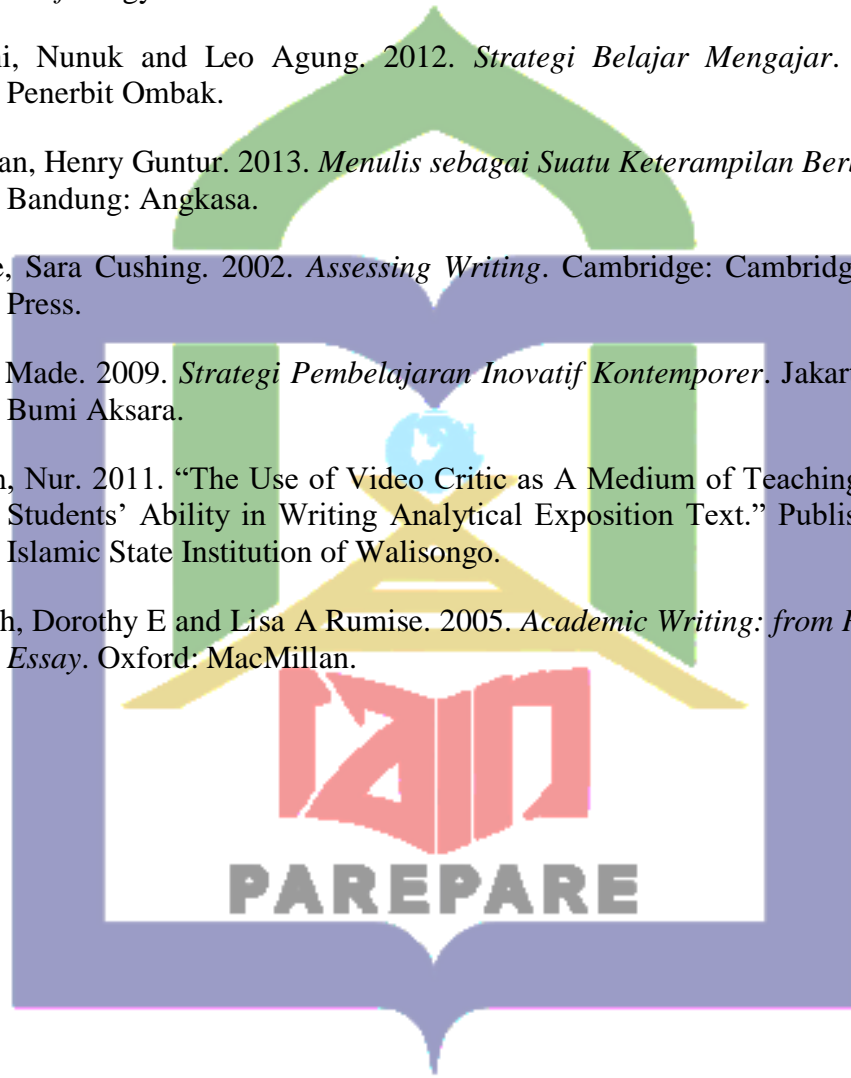 i, Nunuk and Leo Agung. 2012. Strategi Belajar Mengajar.
Penerbit Ombak.
an, Henry Guntur. 2013. Menulis sebagai Suatu Keterampilan Ber
Bandung: Angkasa.
e, Sara Cushing. 2002. Assessing Writing. Cambridge: Cambridg
Press.
Made. 2009. Strategi Pembelajaran Inovatif Kontemporer. Jakar
Bumi Aksara.
, Nur. 2011. “The Use of Video Critic as A Medium of Teaching
Students’ Ability in Writing Analytical Exposition Text.” Publis
Islamic State Institution of Walisongo.
h, Dorothy E and Lisa A Rumise. 2005. Academic Writing: from
Essay. Oxford: MacMillan.
iain
PAREPARE